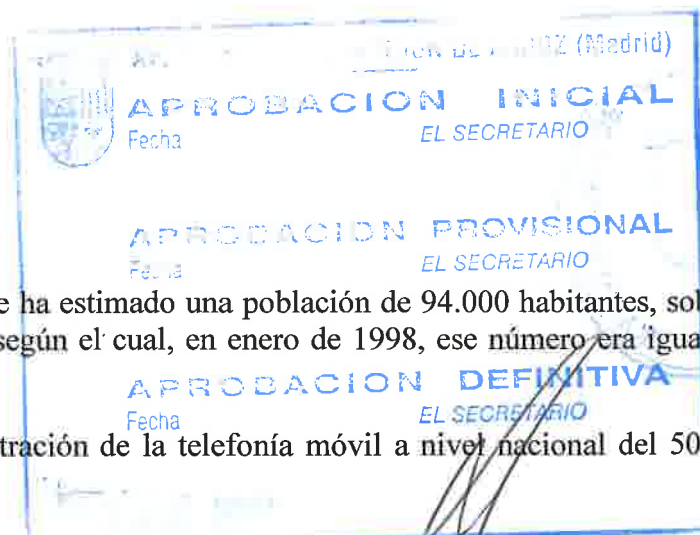 (Madrid)
APROBACION INICIAL
Fecha EL SECRETARIO
APROBACION PROVISIONAL
Fecha EL SECRETARIO
e ha estimado una población de 94.000 habitantes, sol
según el cual, en enero de 1998, ese número era igua
APROBACION DEFINITIVA
Fecha EL SECRETARIO
tración de la telefonía móvil a nivel nacional del 50